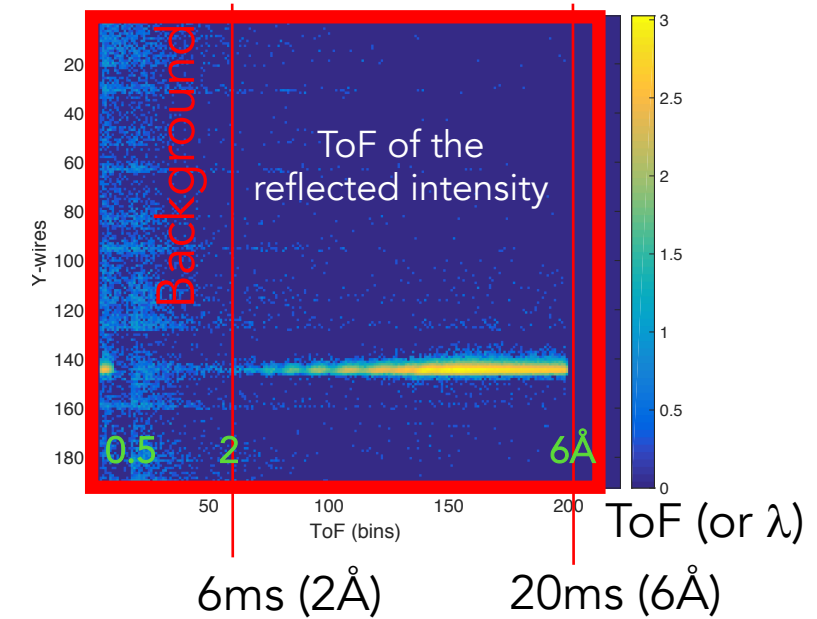 3
20
2.5
40
Background
ToF of the
60
reflected intensity
2
80
Y-wires
1.5
100
120
1
140
160
0.5
0.5
2
6Å
180
0
50
100
150
200
ToF (or λ)
ToF (bins)
6ms (2Å)
20ms (6Å)